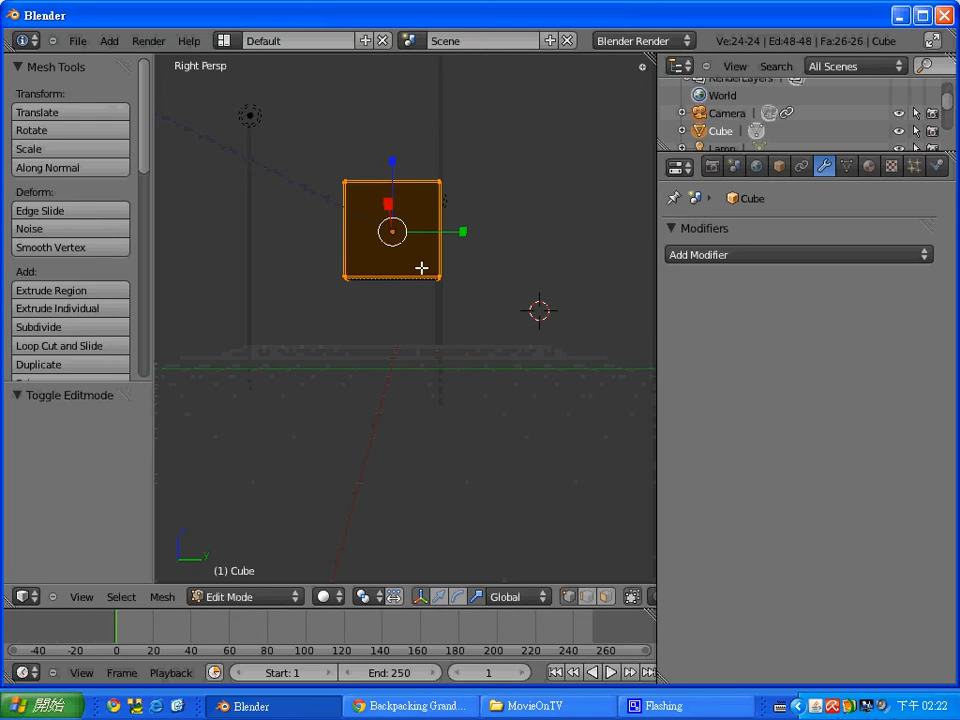 Blender
File Add Render Help Default Scene Blender Render Ve:24-24 | Ed:48-48 | Fa:26-26 | Cube
Mesh Tools
Transform:
Translate
Rotate
Scale
Along Normal
Deform:
Edge Slide
Noise
Smooth Vertex
Add:
Extrude Region
Extrude Individual
Subdivide
Loop Cut and Slide
Duplicate
Toggle Editmode
Right Persp
z
y
(1) Cube
View Search All Scenes
RenderLayers
World
Camera
Cube
Lamp
Cube
Modifiers
Add Modifier
View Select Mesh Edit Mode Global
-40 -20 0 20 40 60 80 100 120 140 160 180 200 220 240 260
View Frame Playback Start: 1 End: 250 1
開始 Blender Backpacking Grand... MovieOnTV Flashing 下午 02:22